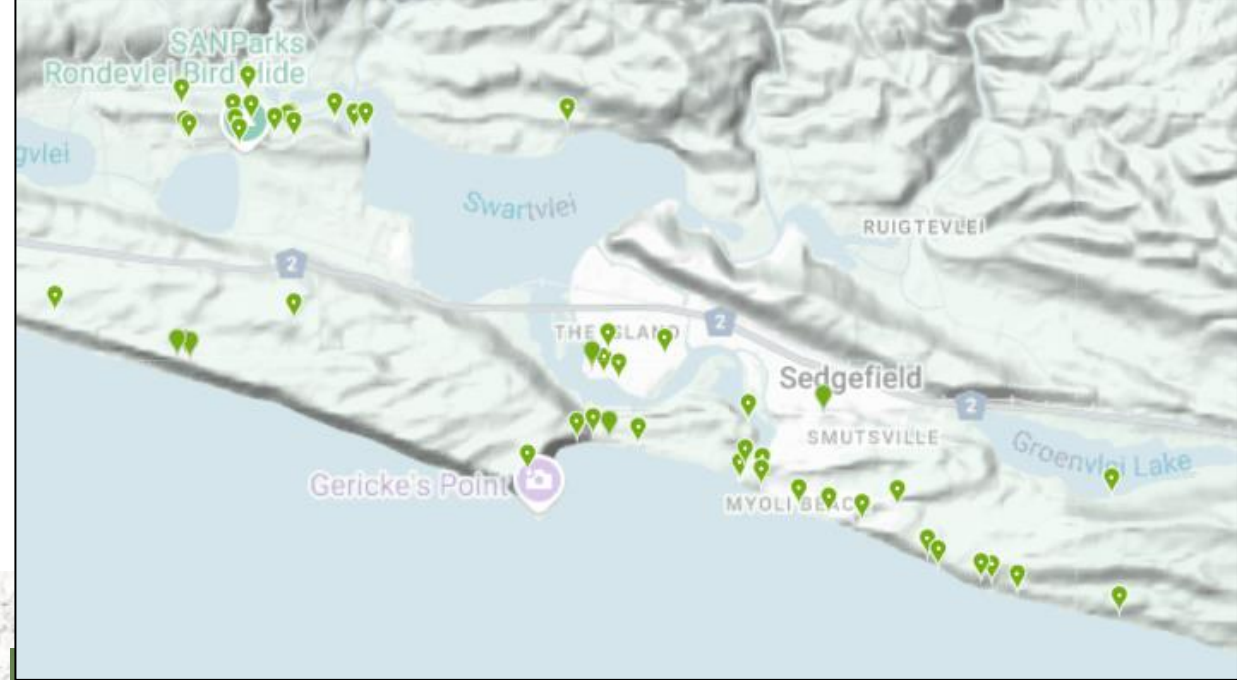 SANParks
Rondevlei Bird Hide
gvlei
Swartvlei
RUIGTEVLEI
2
THE ISLAND
2
Sedgefield
2
SMUTSVILLE
Groenvlei Lake
Gericke's Point
MYOLI BEACH